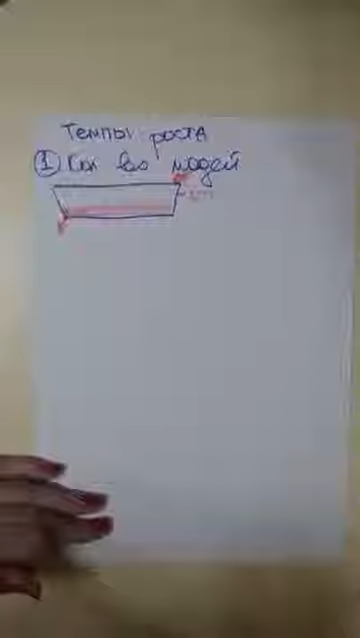 Темпы роста
① Кол во людей